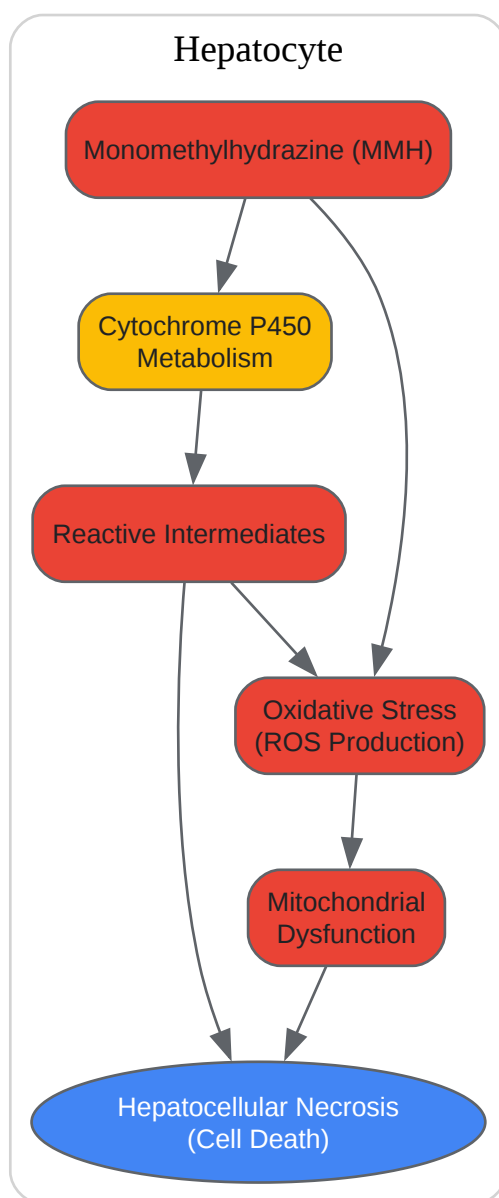 Hepatocyte
Monomethylhydrazine (MMH)
Cytochrome P450
Metabolism
Reactive Intermediates
Oxidative Stress
(ROS Production)
Mitochondrial
Dysfunction
Hepatocellular Necrosis
(Cell Death)